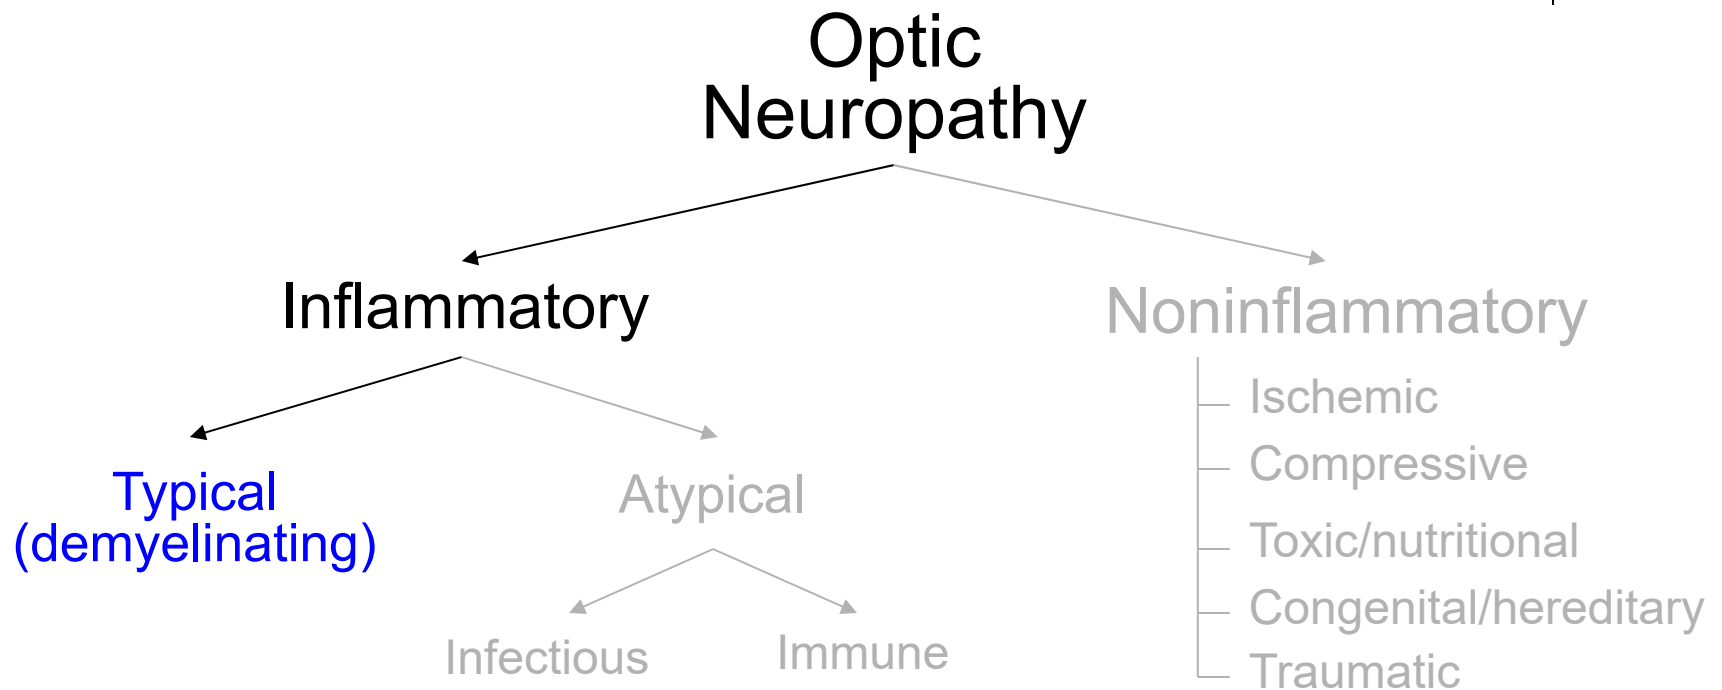 Optic
Neuropathy
Inflammatory
Noninflammatory
Typical
(demyelinating)
Atypical
Infectious
Immune
Ischemic
Compressive
Toxic/nutritional
Congenital/hereditary
Traumatic